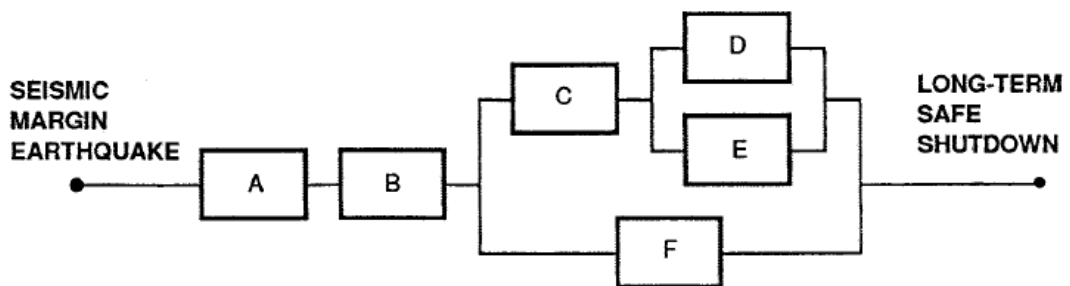 SEISMIC
MARGIN
EARTHQUAKE
A
B
C
D
E
F
LONG-TERM
SAFE
SHUTDOWN